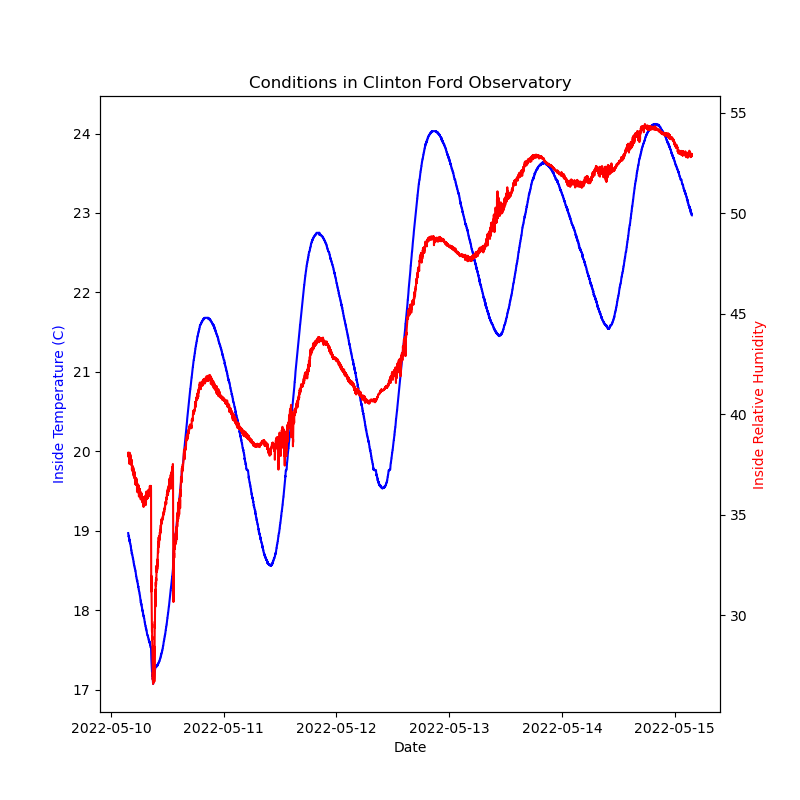 Conditions in Clinton Ford Observatory
24
23
22
21
20
19
18
17
Inside Temperature (C)
55
50
45
40
35
30
Inside Relative Humidity
2022-05-10 2022-05-11 2022-05-12 2022-05-13 2022-05-14 2022-05-15
Date